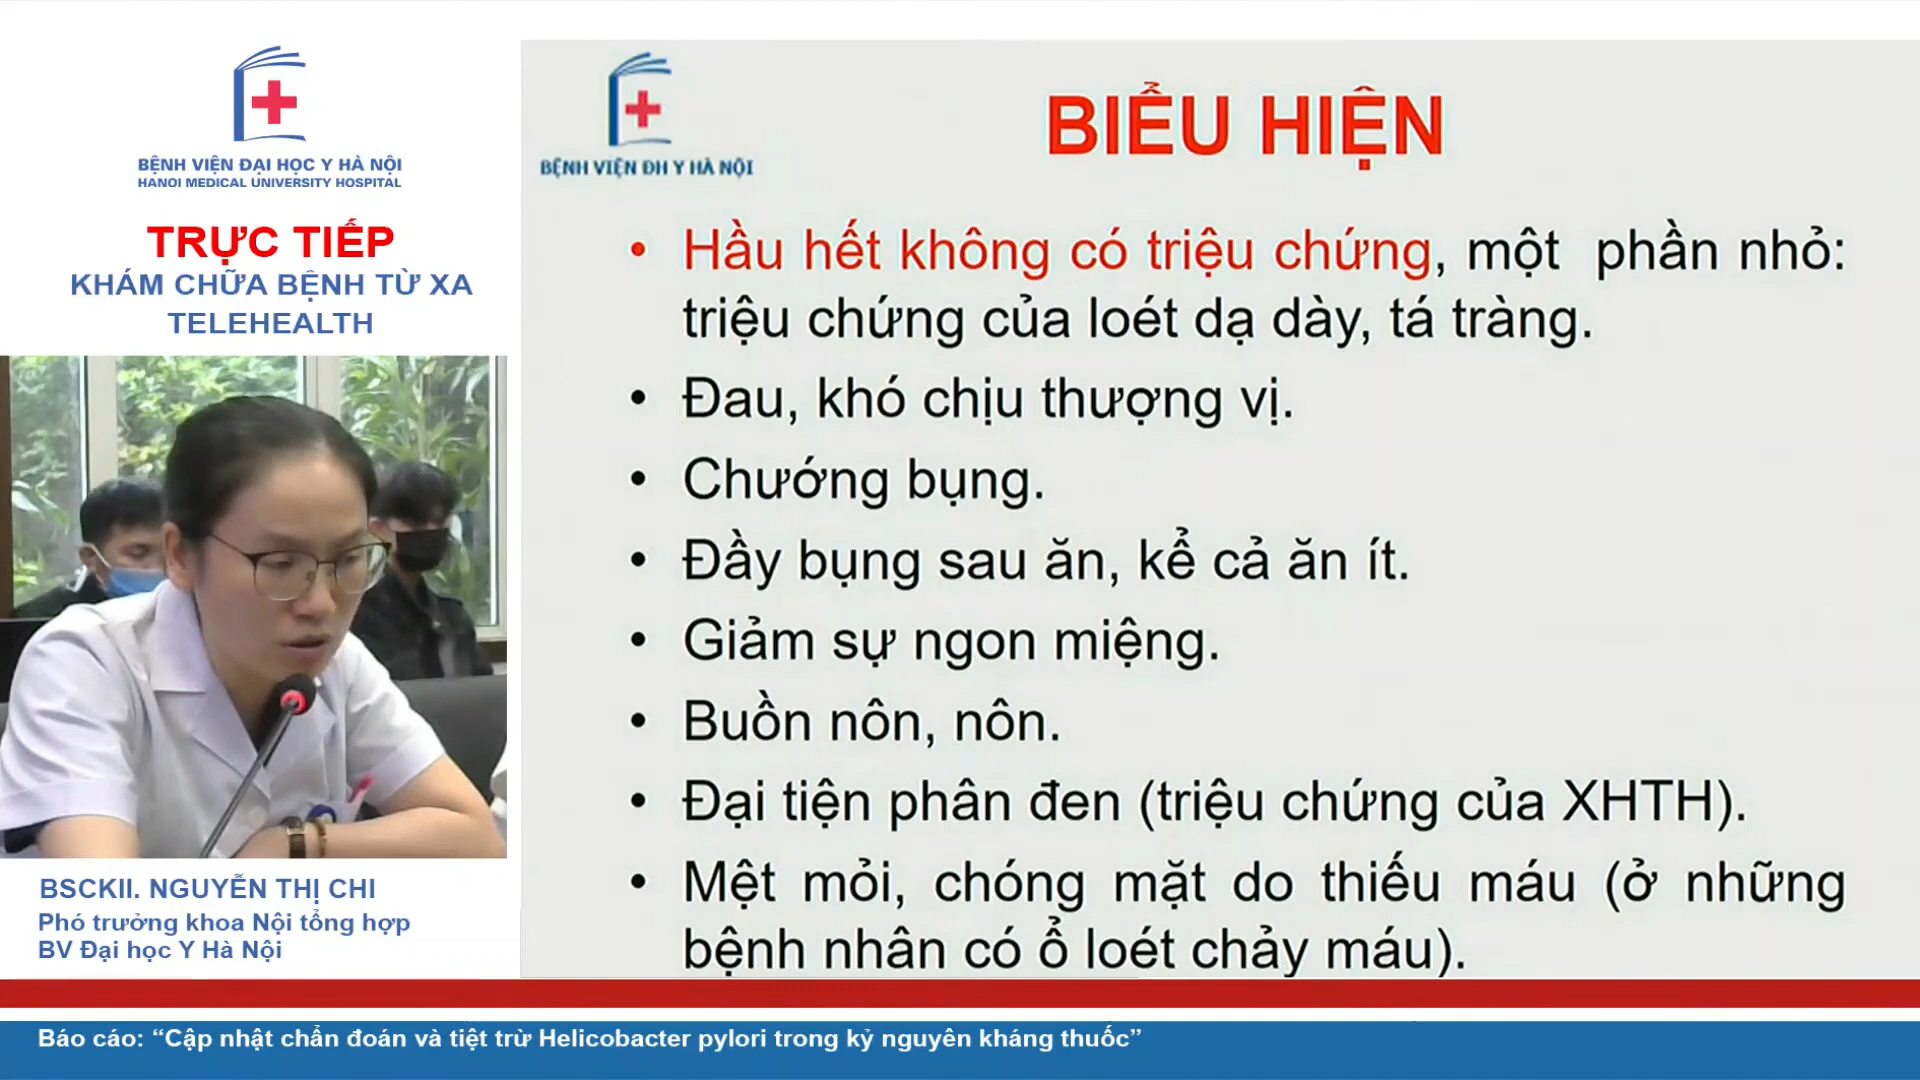 BỆNH VIỆN ĐẠI HỌC Y HÀ NỘI
HANOI MEDICAL UNIVERSITY HOSPITAL
TRỰC TIẾP
KHÁM CHỮA BỆNH TỪ XA
TELEHEALTH
BSCKII. NGUYỄN THỊ CHI
Phó trưởng khoa Nội tổng hợp
BV Đại học Y Hà Nội
BỆNH VIỆN ĐH Y HÀ NỘI
BIỂU HIỆN
• Hầu hết không có triệu chứng, một phần nhỏ:
triệu chứng của loét dạ dày, tá tràng.
• Đau, khó chịu thượng vị.
• Chướng bụng.
• Đầy bụng sau ăn, kể cả ăn ít.
• Giảm sự ngon miệng.
• Buồn nôn, nôn.
• Đại tiện phân đen (triệu chứng của XHTH).
• Mệt mỏi, chóng mặt do thiếu máu (ở những
bệnh nhân có ổ loét chảy máu).
Báo cáo: “Cập nhật chẩn đoán và tiệt trừ Helicobacter pylori trong kỷ nguyên kháng thuốc”